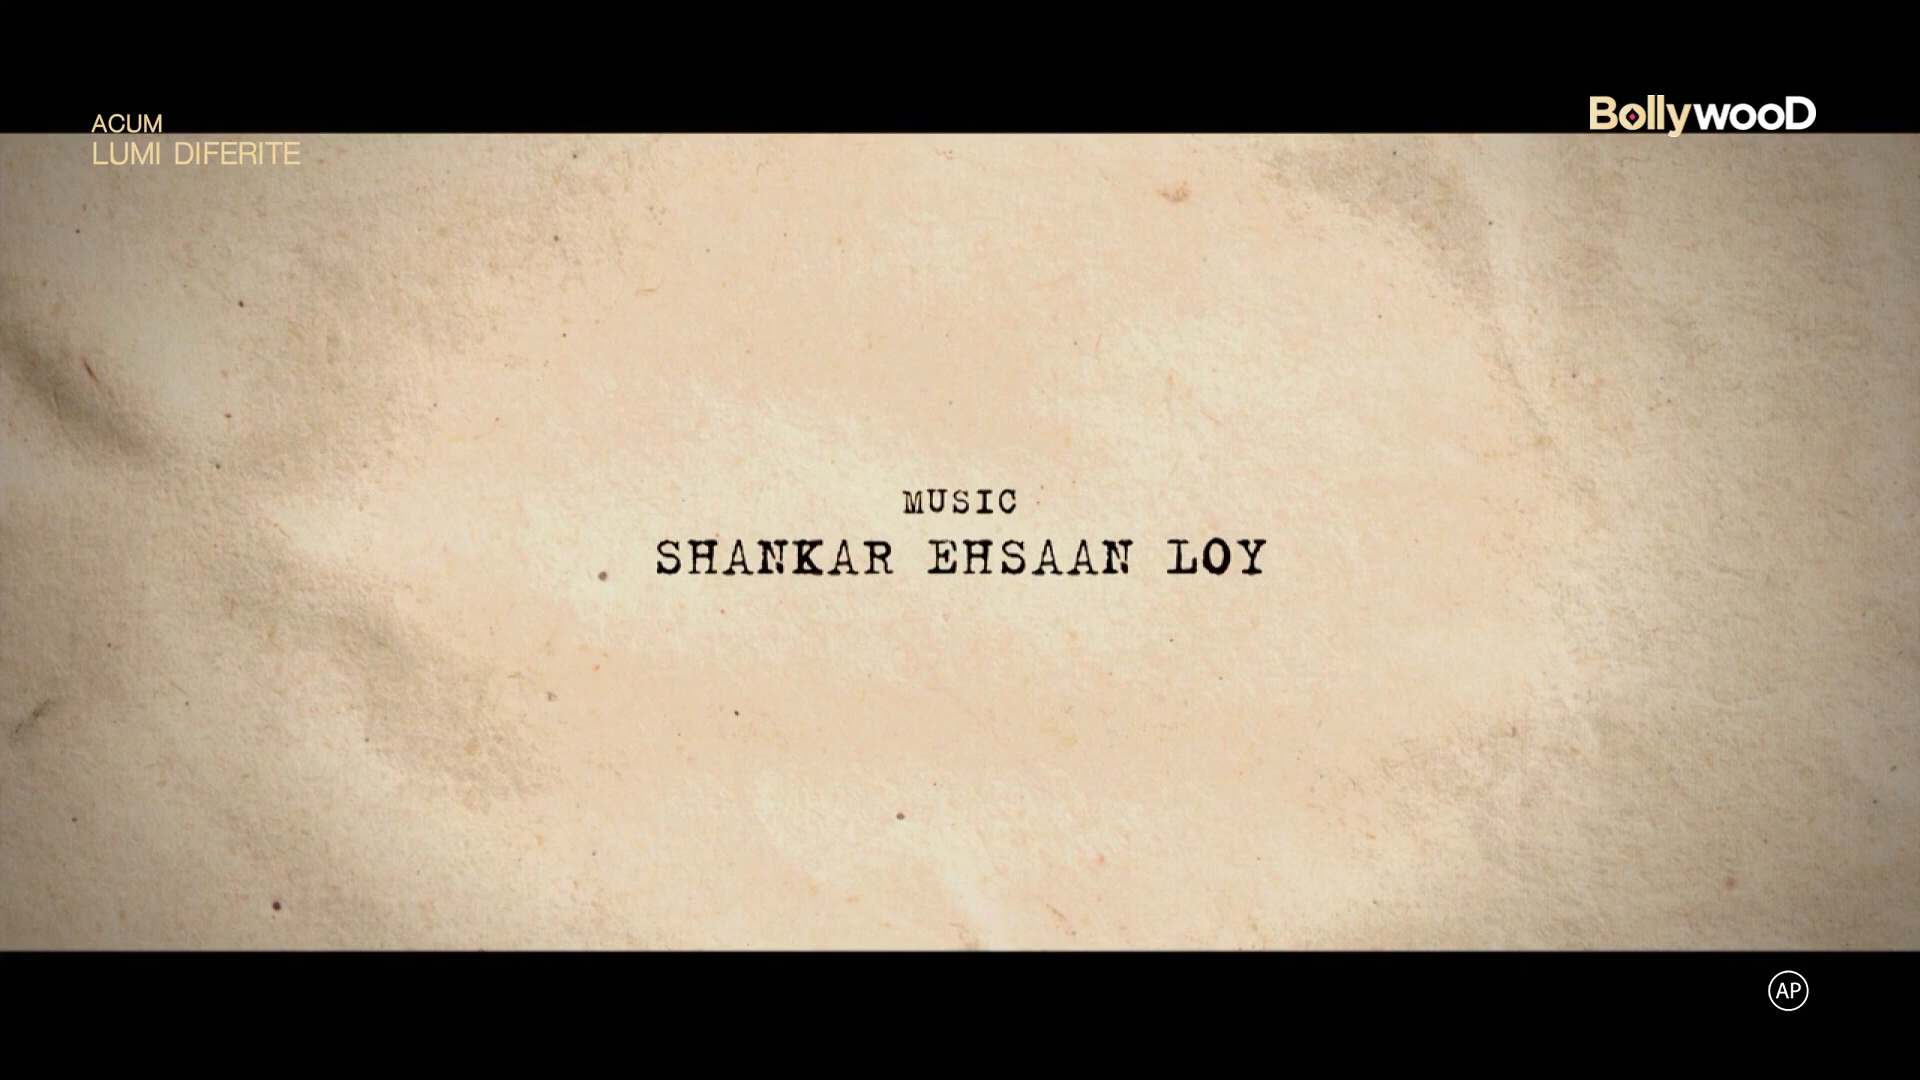 ACUM
LUMI DIFERITE
BollywooD
MUSIC
SHANKAR EHSAAN LOY
AP